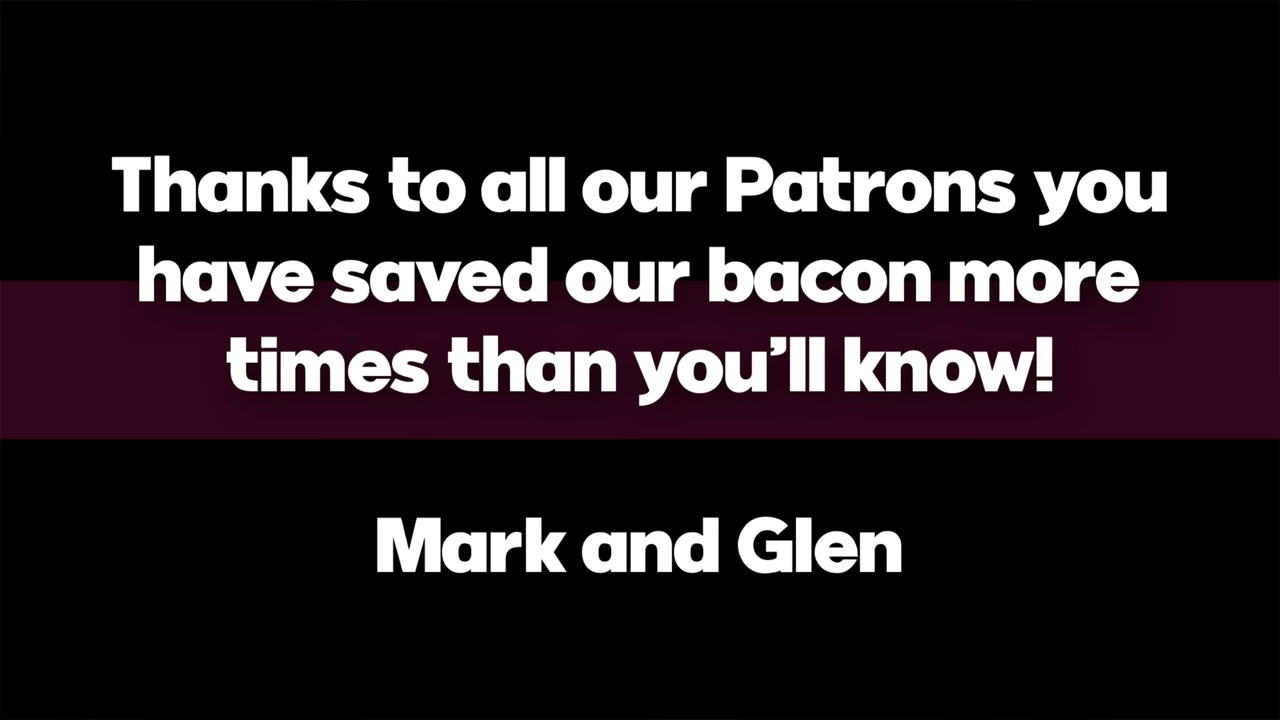 Thanks to all our Patrons you
have saved our bacon more
times than you’ll know!
Mark and Glen